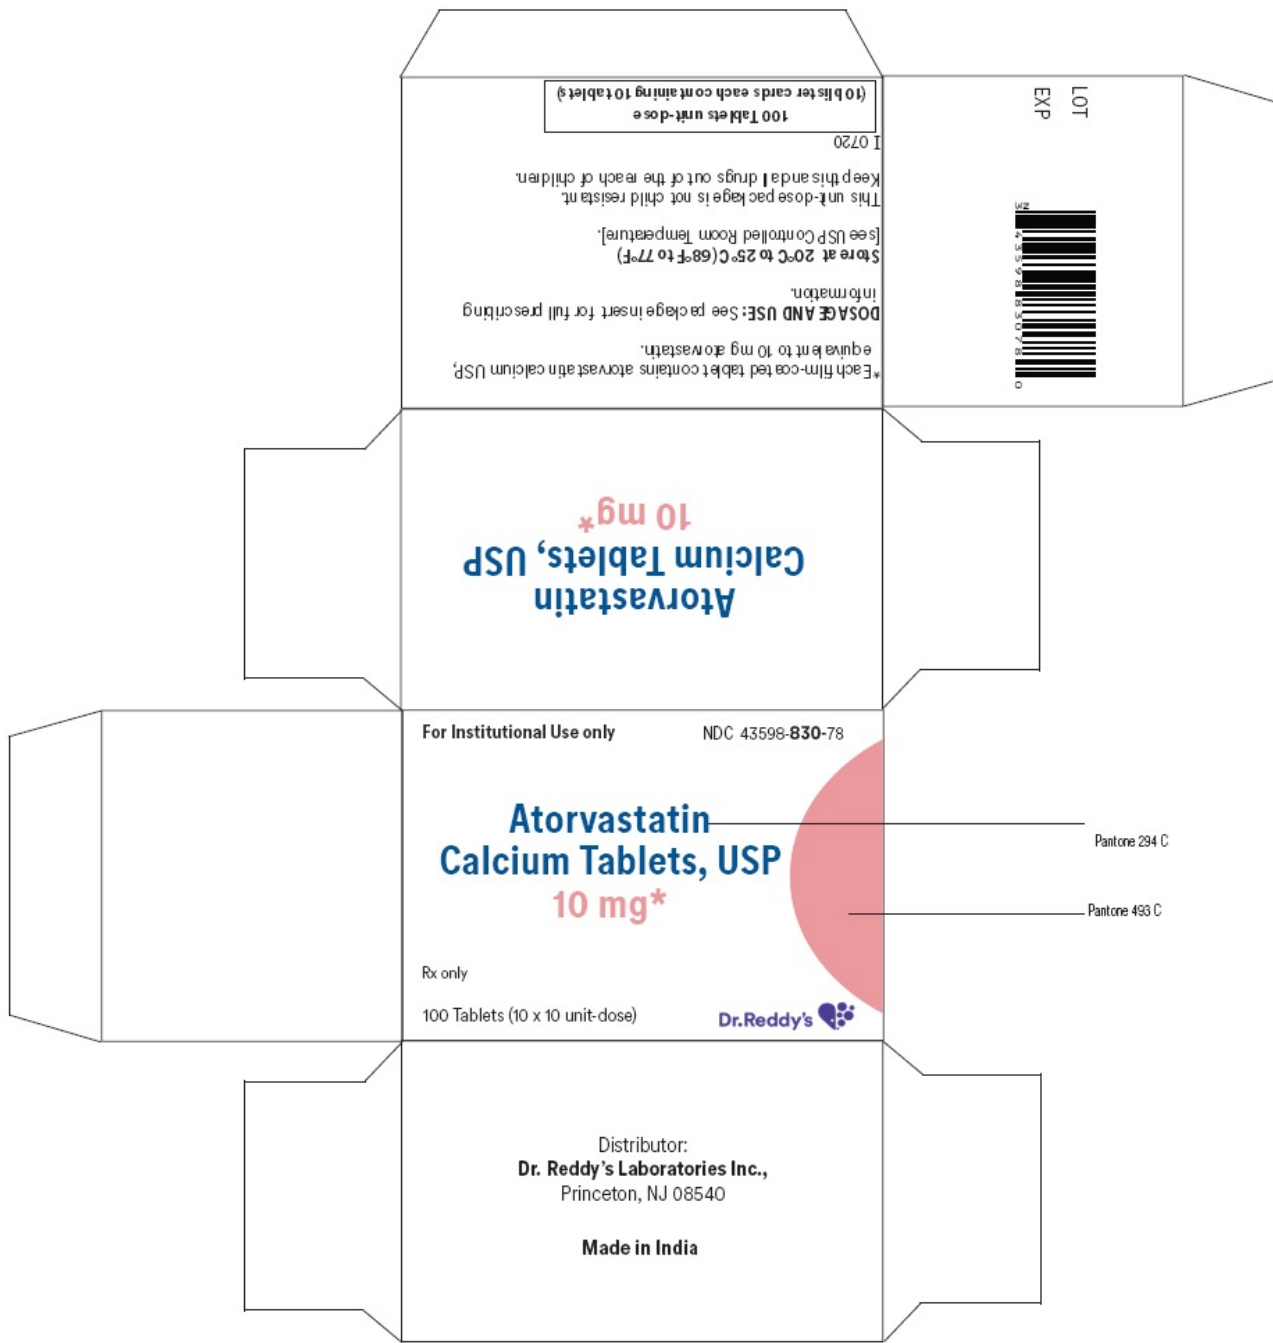 100 Tablets unit-dose
(10 blister cards each containing 10 tablets)
I 0720
Keep this and all drugs out of the reach of children.
This unit-dose package is not child resistant.
[see USP Controlled Room Temperature].
Store at 20°C to 25°C (68°F to 77°F)
information.
DOSAGE AND USE: See package insert for full prescribing
equivalent to 10 mg atorvastatin.
*Each film-coated tablet contains atorvastatin calcium USP,
LOT
EXP
N
3 43598 83078 0
Atorvastatin
Calcium Tablets, USP
10 mg*
For Institutional Use only
NDC 43598-830-78
Atorvastatin
Calcium Tablets, USP
10 mg*
Rx only
100 Tablets (10 x 10 unit-dose)
Dr.Reddy's
Pantone 294 C
Pantone 493 C
Distributor:
Dr. Reddy's Laboratories Inc.,
Princeton, NJ 08540
Made in India